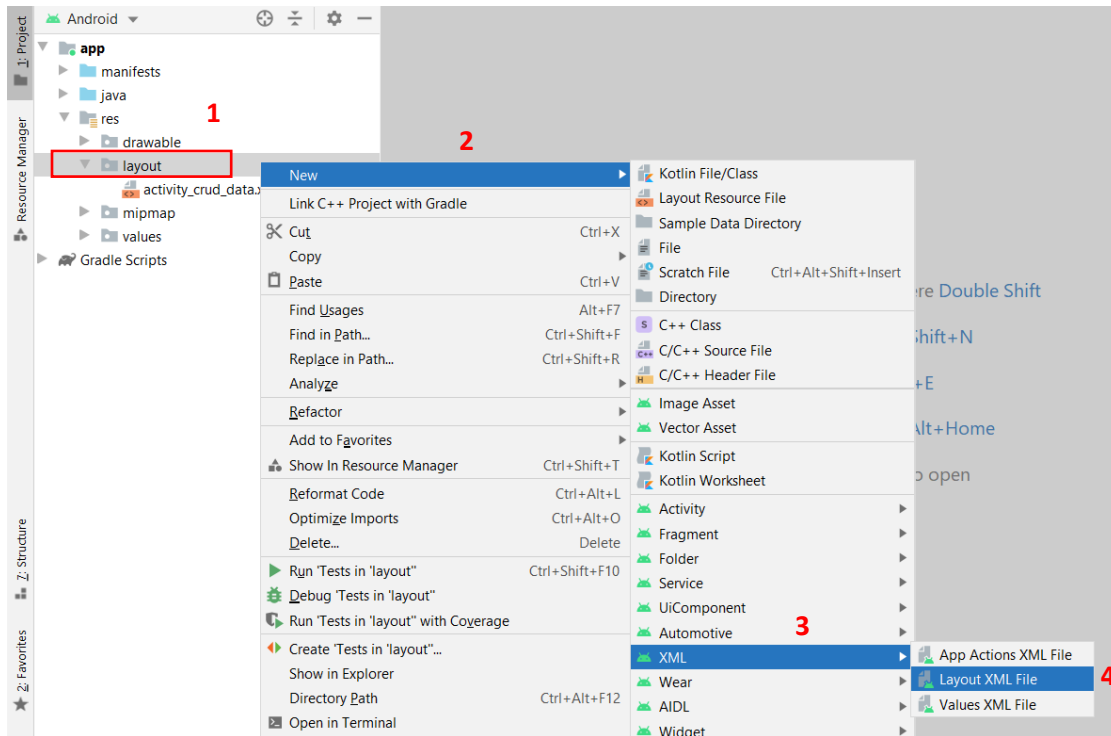 1: Project
Resource Manager
Z: Structure
2: Favorites
Android
app
manifests
java
res
1
drawable
layout
activity_crud_data.x
mipmap
values
Gradle Scripts
2
New
Link C++ Project with Gradle
Cut Ctrl+X
Copy
Paste Ctrl+V
Find Usages Alt+F7
Find in Path... Ctrl+Shift+F
Replace in Path... Ctrl+Shift+R
Analyze
Refactor
Add to Favorites
Show In Resource Manager Ctrl+Shift+T
Reformat Code Ctrl+Alt+L
Optimize Imports Ctrl+Alt+O
Delete... Delete
Run 'Tests in 'layout'' Ctrl+Shift+F10
Debug 'Tests in 'layout''
Run 'Tests in 'layout'' with Coverage
Create 'Tests in 'layout''...
Show in Explorer
Directory Path Ctrl+Alt+F12
Open in Terminal
Kotlin File/Class
Layout Resource File
Sample Data Directory
File
Scratch File Ctrl+Alt+Shift+Insert
Directory
S C++ Class
C++ C/C++ Source File
H C/C++ Header File
Image Asset
Vector Asset
Kotlin Script
Kotlin Worksheet
Activity
Fragment
Folder
Service
UiComponent
Automotive
3
XML
Wear
AIDL
Widget
App Actions XML File
Layout XML File
4
Values XML File
ere Double Shift
Shift+N
+E
Alt+Home
o open